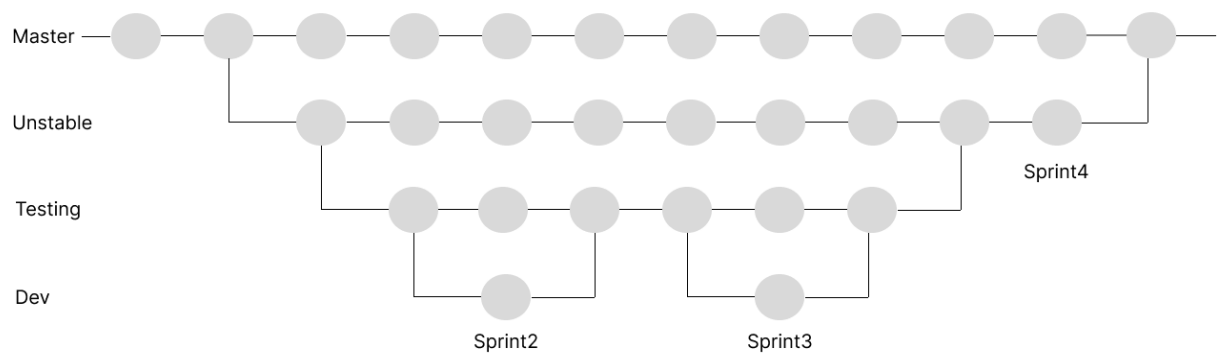 Master
Unstable
Sprint4
Testing
Dev
Sprint2
Sprint3